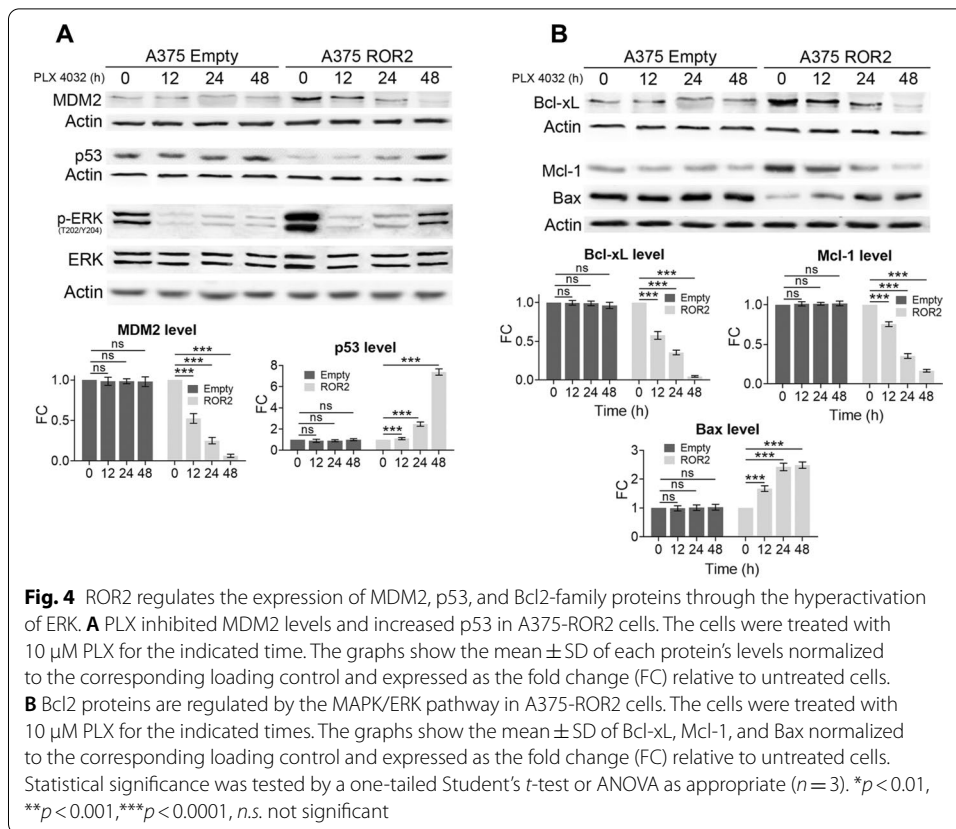 A
A375 Empty A375 ROR2
PLX 4032 (h) 0 12 24 48 0 12 24 48
MDM2
Actin
p53
Actin
p-ERK
(T202/Y204)
ERK
Actin
MDM2 level
ns
ns
ns
***
***
***
Empty
ROR2
FC
1.0
0.5
0.0
0 12 24 48 0 12 24 48
p53 level
ns
ns
ns
***
***
***
Empty
ROR2
FC
8
6
4
2
0
0 12 24 48 0 12 24 48
B
A375 Empty A375 ROR2
PLX 4032 (h) 0 12 24 48 0 12 24 48
Bcl-xL
Actin
Mcl-1
Bax
Actin
Bcl-xL level
ns
ns
ns
***
***
***
Empty
ROR2
FC
1.0
0.5
0.0
0 12 24 48 0 12 24 48
Time (h)
Mcl-1 level
ns
ns
ns
***
***
***
Empty
ROR2
FC
1.0
0.5
0.0
0 12 24 48 0 12 24 48
Time (h)
Bax level
ns
ns
ns
***
***
***
Empty
ROR2
FC
3
2
1
0
0 12 24 48 0 12 24 48
Time (h)
Fig. 4 ROR2 regulates the expression of MDM2, p53, and Bcl2-family proteins through the hyperactivation
of ERK. A PLX inhibited MDM2 levels and increased p53 in A375-ROR2 cells. The cells were treated with
10 μM PLX for the indicated time. The graphs show the mean ± SD of each protein's levels normalized
to the corresponding loading control and expressed as the fold change (FC) relative to untreated cells.
B Bcl2 proteins are regulated by the MAPK/ERK pathway in A375-ROR2 cells. The cells were treated with
10 μM PLX for the indicated times. The graphs show the mean ± SD of Bcl-xL, Mcl-1, and Bax normalized
to the corresponding loading control and expressed as the fold change (FC) relative to untreated cells.
Statistical significance was tested by a one-tailed Student's t-test or ANOVA as appropriate (n = 3). *p < 0.01,
**p < 0.001,***p < 0.0001, n.s. not significant